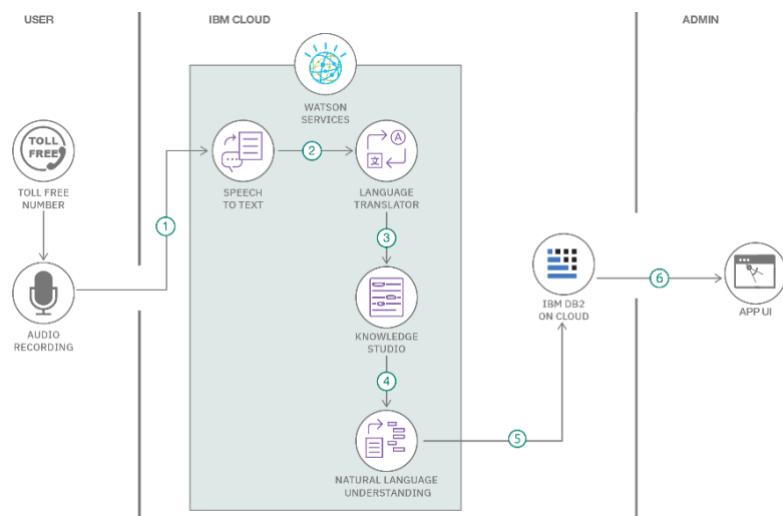 USER
IBM CLOUD
ADMIN
WATSON
SERVICES
TOLL
FREE
TOLL FREE
NUMBER
1
SPEECH
TO TEXT
2
A
文
LANGUAGE
TRANSLATOR
3
AUDIO
RECORDING
KNOWLEDGE
STUDIO
4
NATURAL LANGUAGE
UNDERSTANDING
5
IBM DB2
ON CLOUD
6
APP UI